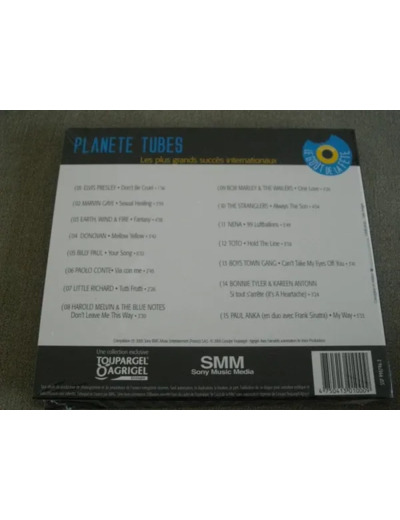 PLANETE TUBES
Les plus grands succès internationaux
LE GOUT DE LA FETE
01 ELVIS PRESLEY • Don't Be Cruel •
02 MARVIN GAYE • Sexual Healing •
03 EARTH, WIND & FIRE • Fantasy •
04 DONOVAN • Mellow Yellow •
05 BILLY PAUL • Your Song •
06 PAOLO CONTE • Via con me •
07 LITTLE RICHARD • Tutti Frutti •
08 HAROLD MELVIN & THE BLUE NOTES
Don't Leave Me This Way •
09 BOB MARLEY & THE WAILERS • One Love •
10 THE STRANGLERS • Always The Sun •
11 NENA • 99 Luftballons •
12 TOTO • Hold The Line •
13 BOYS TOWN GANG • Can't Take My Eyes Off You •
14 BONNIE TYLER & KAREEN ANTONN
Si tout s'arrête (It's A Heartache) •
15 PAUL ANKA (en duo avec Frank Sinatra) • My Way •
Une collection exclusive
TOUPARGEL
AGRIGEL
SMM
Sony Music Media